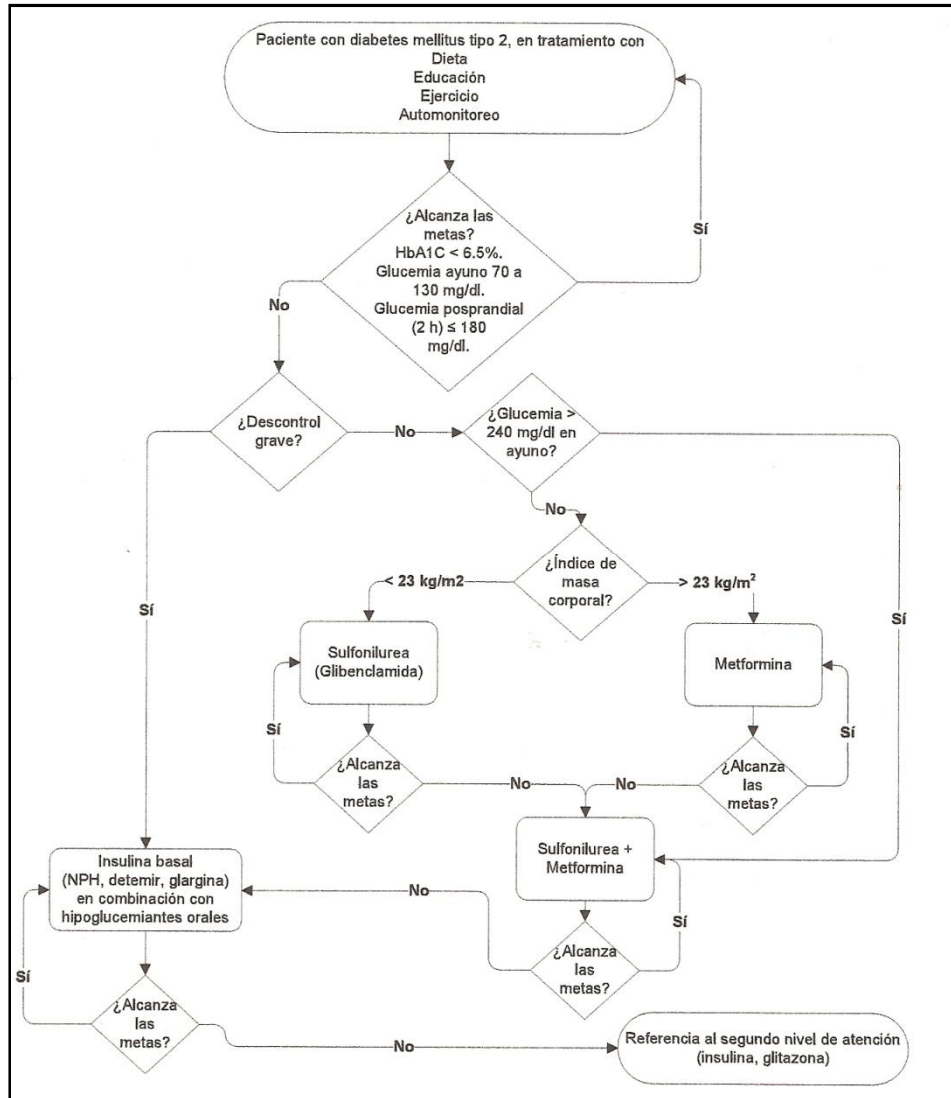 Paciente con diabetes mellitus tipo 2, en tratamiento con
Dieta
Educación
Ejercicio
Automonitoreo
¿Alcanza las
metas?
HbA1C < 6.5%.
Glucemia ayuno 70 a
130 mg/dl.
Glucemia posprandial
(2 h) ≤ 180
mg/dl.
Sí
No
¿Descontrol
grave?
No
¿Glucemia >
240 mg/dl en
ayuno?
No
¿Índice de
masa
corporal?
< 23 kg/m2
> 23 kg/m²
Sí
Sí
Sulfonilurea
(Glibenclamida)
Metformina
Sí
Sí
¿Alcanza
las
metas?
No
No
¿Alcanza
las
metas?
Sulfonilurea +
Metformina
Insulina basal
(NPH, detemir, glargina)
en combinación con
hipoglucemiantes orales
No
Sí
¿Alcanza
las
metas?
Sí
¿Alcanza
las
metas?
No
Referencia al segundo nivel de atención
(insulina, glitazona)